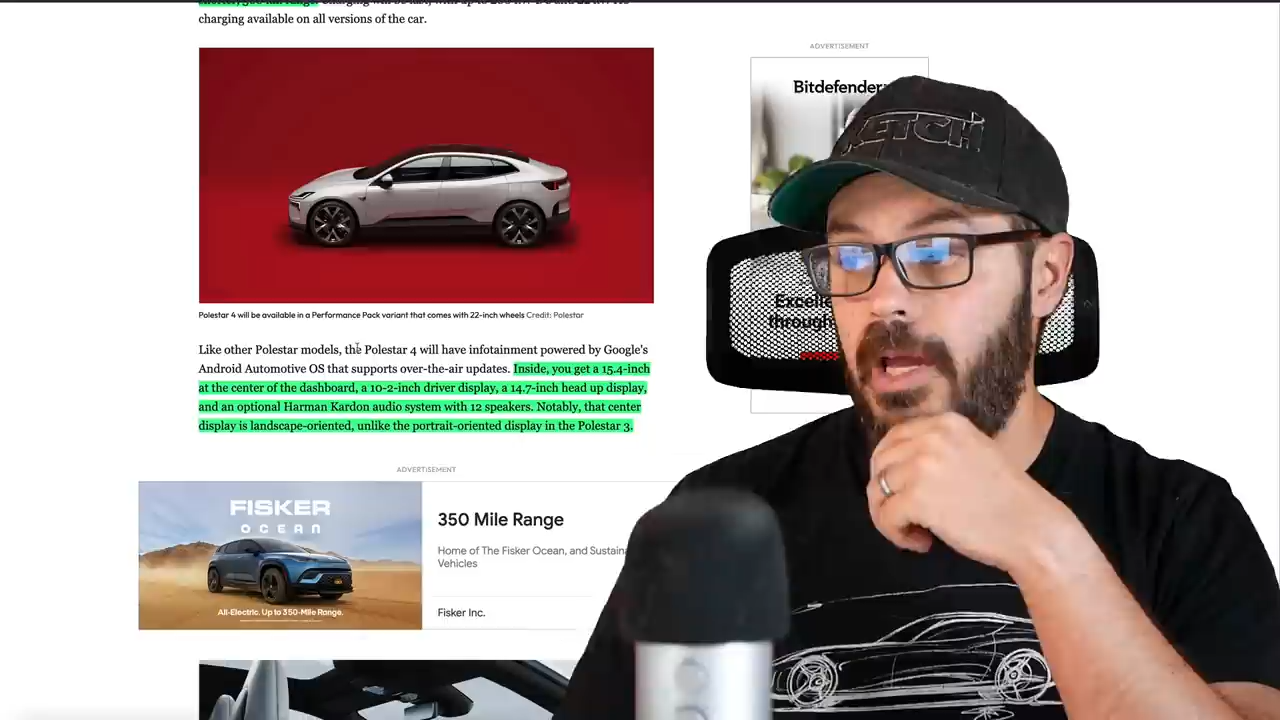 charging available on all versions of the car.
ADVERTISEMENT
Bitdefender
ETCH
Polestar 4 will be available in a Performance Pack variant that comes with 22-inch wheels Credit: Polestar
Like other Polestar models, the Polestar 4 will have infotainment powered by Google's
Android Automotive OS that supports over-the-air updates. Inside, you get a 15.4-inch
at the center of the dashboard, a 10-2-inch driver display, a 14.7-inch head up display,
and an optional Harman Kardon audio system with 12 speakers. Notably, that center
display is landscape-oriented, unlike the portrait-oriented display in the Polestar 3.
ADVERTISEMENT
FISKER
OCEAN
All-Electric. Up to 350-Mile Range.
350 Mile Range
Home of The Fisker Ocean, and
Vehicles
Fisker Inc.